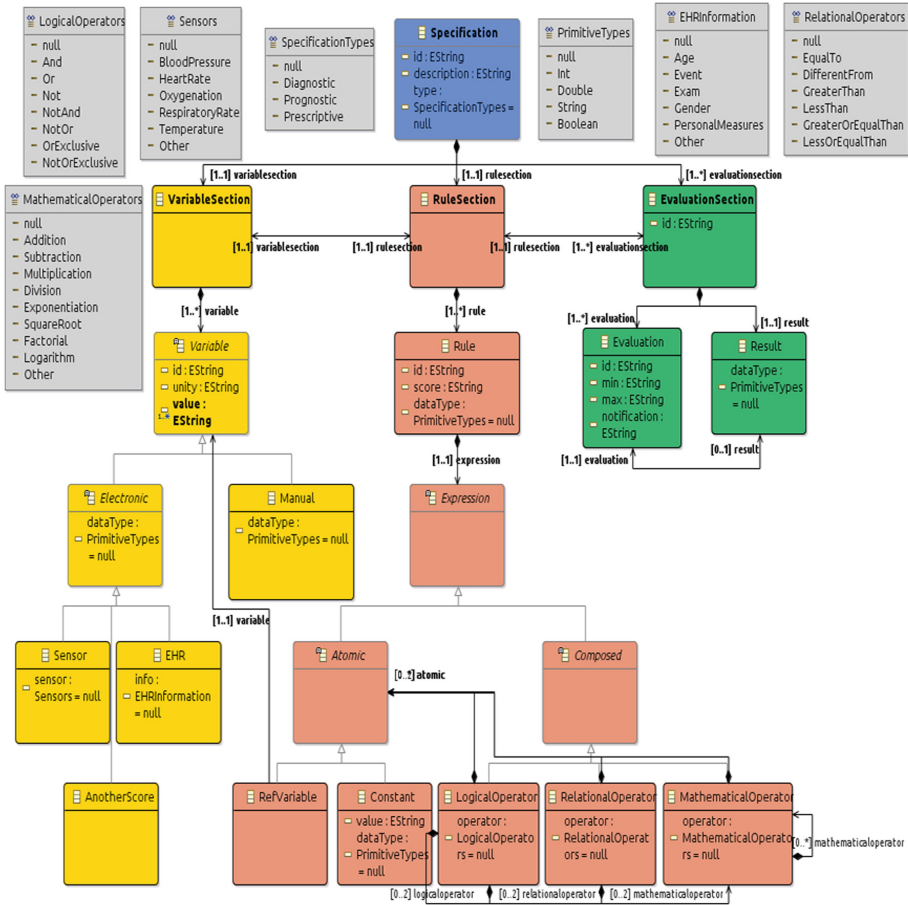 LogicalOperators
- null
- And
- Or
- Not
- NotAnd
- NotOr
- OrExclusive
- NotOrExclusive
Sensors
- null
- BloodPressure
- HeartRate
- Oxygenation
- RespiratoryRate
- Temperature
- Other
SpecificationTypes
- null
- Diagnostic
- Prognostic
- Prescriptive
Specification
id : EString
description : EString
type :
SpecificationTypes =
null
PrimitiveTypes
- null
- Int
- Double
- String
- Boolean
EHRInformation
- null
- Age
- Event
- Exam
- Gender
- PersonalMeasures
- Other
RelationalOperators
- null
- EqualTo
- DifferentFrom
- GreaterThan
- LessThan
- GreaterOrEqualThan
- LessOrEqualThan
MathematicalOperators
- null
- Addition
- Subtraction
- Multiplication
- Division
- Exponentiation
- SquareRoot
- Factorial
- Logarithm
- Other
[1..1] variablesection
[1..1] rulesection
[1..*] evaluationsection
VariableSection
RuleSection
EvaluationSection
id : EString
[1..1] variablesection
[1..1] rulesection
[1..1] rulesection
[1..*] evaluationsection
[1..*] variable
[1..*] rule
[1..*] evaluation
[1..1] result
Variable
id : EString
unity : EString
value :
1..*
EString
Rule
id : EString
score : EString
dataType :
PrimitiveTypes = null
Evaluation
id : EString
min : EString
max : EString
notification :
EString
Result
dataType :
PrimitiveTypes
= null
[1..1] expression
[1..1] evaluation
[0..1] result
Electronic
dataType :
PrimitiveTypes
= null
Manual
dataType :
PrimitiveTypes = null
Expression
[1..1] variable
Sensor
sensor :
Sensors = null
EHR
info :
EHRInformation
= null
Atomic
Composed
atomic
AnotherScore
RefVariable
Constant
value : EString
dataType :
PrimitiveTypes
= null
LogicalOperator
operator :
LogicalOperato
rs = null
RelationalOperator
operator :
RelationalOperat
ors = null
MathematicalOperator
operator :
MathematicalOperato
rs = null
[0..*] mathematicaloperator
[0..2] logicaloperator
[0..2] relationaloperator
[0..2] mathematicaloperator